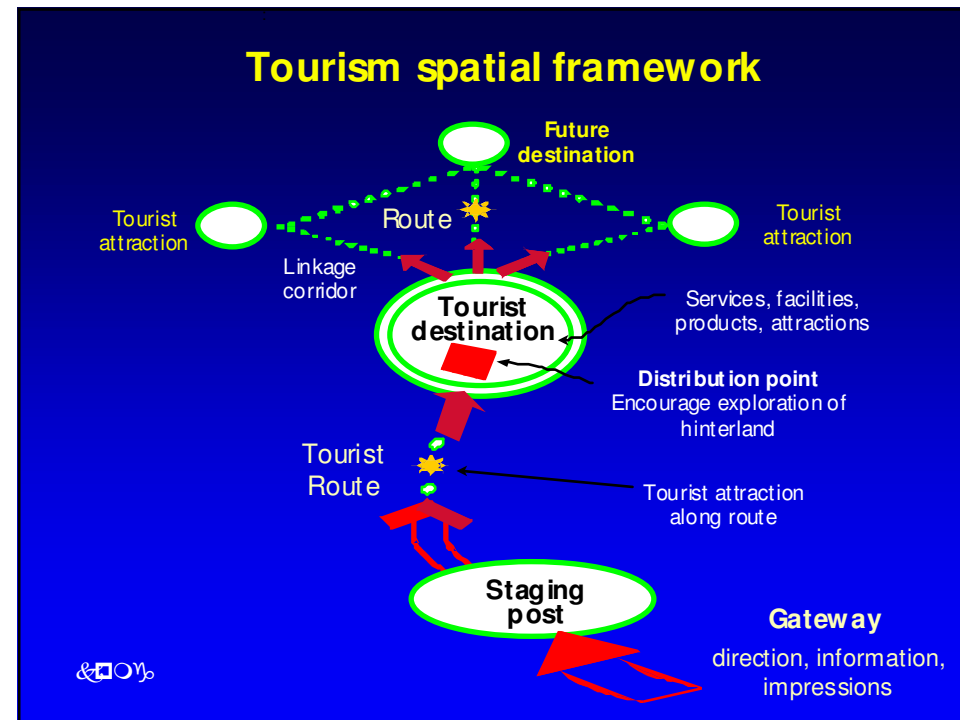 Tourism spatial framework
Future
destination
Tourist
attraction
Route
Tourist
attraction
Linkage
corridor
Tourist
destination
Services, facilities,
products, attractions
Distribution point
Encourage exploration of
hinterland
Tourist
Route
Tourist attraction
along route
Staging
post
Gateway
direction, information,
impressions